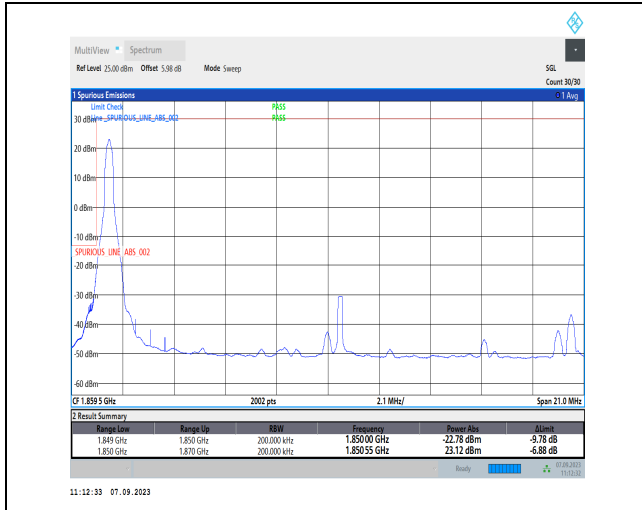 MultiView Spectrum
Ref Level 25.00 dBm Offset 5.98 dB Mode Sweep SGL
Count 30/30
1 Spurious Emissions 1 Avg
Limit Check PASS
30 dBm Line _SPURIOUS_LINE_ABS_002 PASS
20 dBm
10 dBm
0 dBm
-10 dBm
SPURIOUS_LINE_ABS_002
-20 dBm
-30 dBm
-40 dBm
-50 dBm
-60 dBm
CF 1.859 5 GHz 2002 pts 2.1 MHz/ Span 21.0 MHz
2 Result Summary
Range Low Range Up RBW Frequency Power Abs ΔLimit
1.849 GHz 1.850 GHz 200.000 kHz 1.85000 GHz -22.78 dBm -9.78 dB
1.850 GHz 1.870 GHz 200.000 kHz 1.85055 GHz 23.12 dBm -6.88 dB
Ready 07.09.2023
11:12:32
11:12:33 07.09.2023